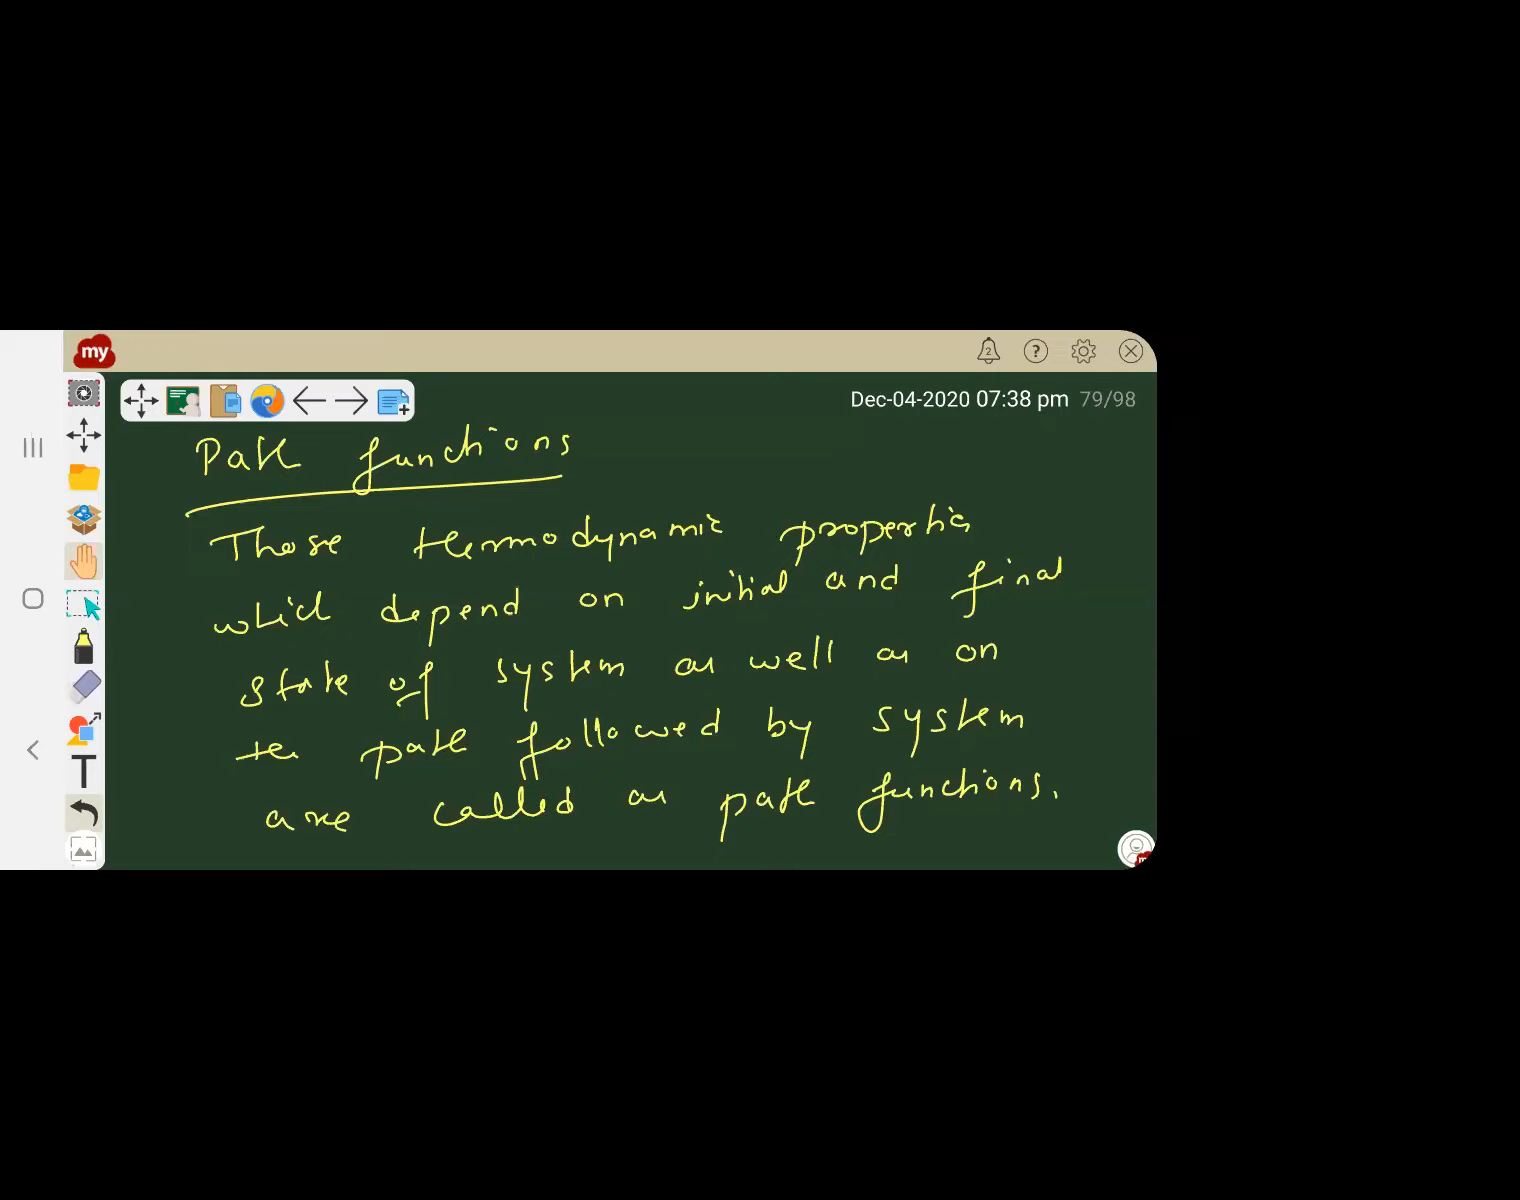 my
2
?
Dec-04-2020 07:38 pm 79/98
Path functions
Those thermodynamic properties
which depend on initial and final
state of system as well as on
the path followed by system
are called as path functions.
T